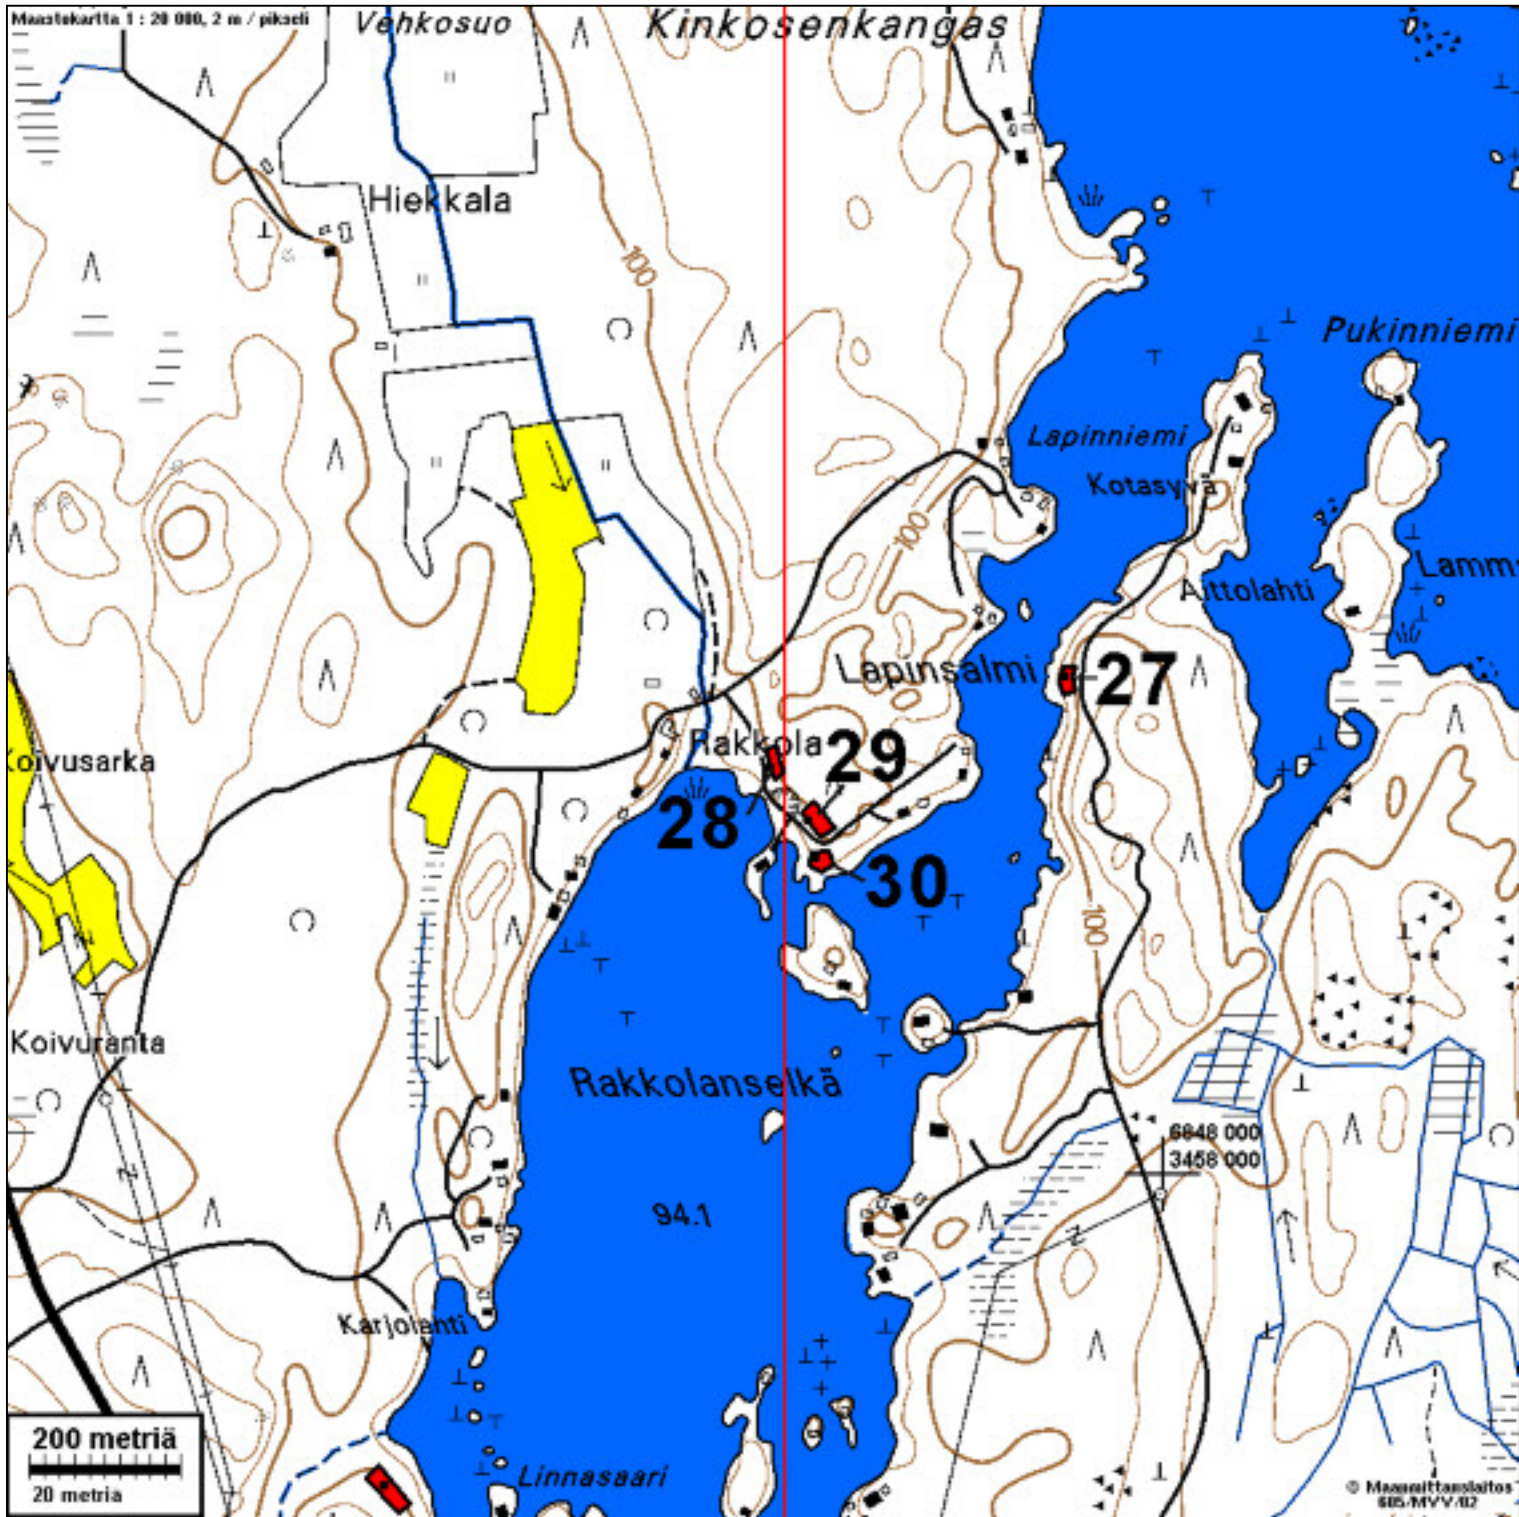 Maastokartta 1 : 20 000, 2 m / pikseli
Vehkosuo
Kinkosenkangas
Hiekkala
100
Pukinniemi
Lapinniemi
Kotasyvä
100
Aittolahti
Lapinsalmi
27
Rakkola
29
Koivusarka
28
30
100
Koivuranta
Rakkolanselkä
6848 000
3458 000
94.1
Karjolahti
200 metriä
20 metria
Linnasaari
© Maanmittauslaitos